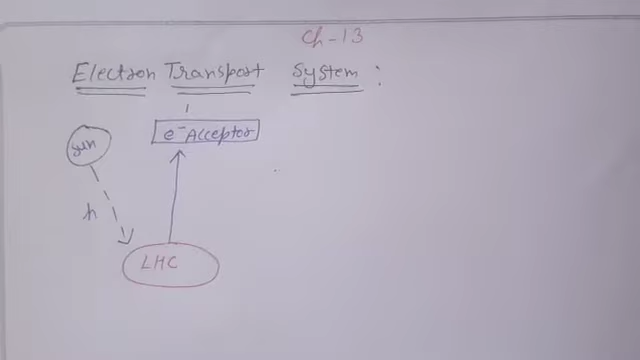 Ch-13
Electron Transport System :
e⁻ Acceptor
sun
h
LHC